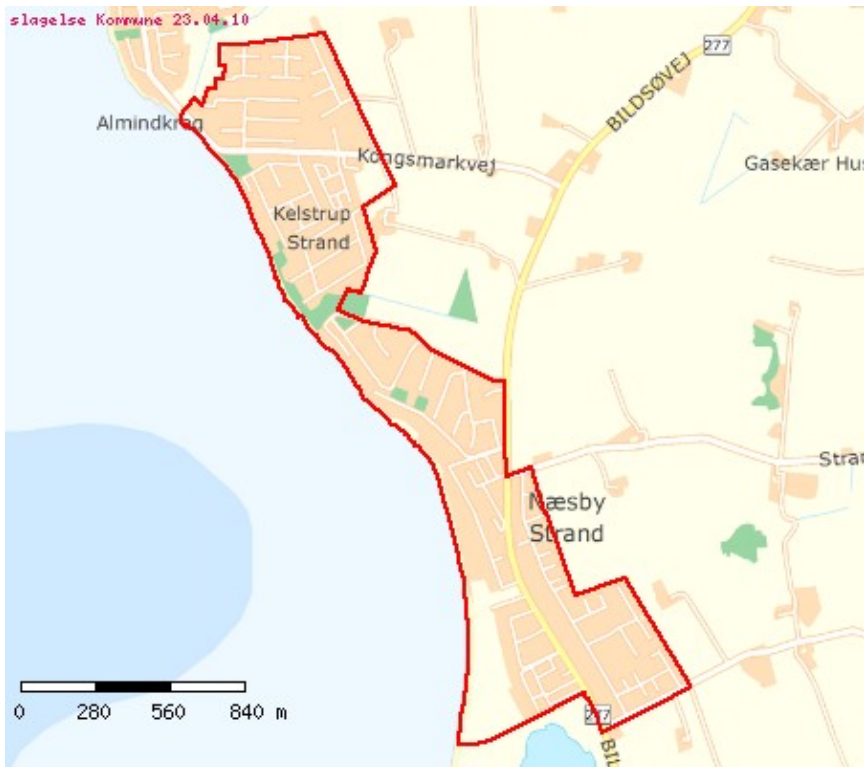 slagelse Kommune 23.04.10
277
BILDSØVEJ
Almindkrog
Kongsmarkvej
Gasekær Hus
Kelstrup
Strand
Næsby
Strand
0 280 560 840 m
277